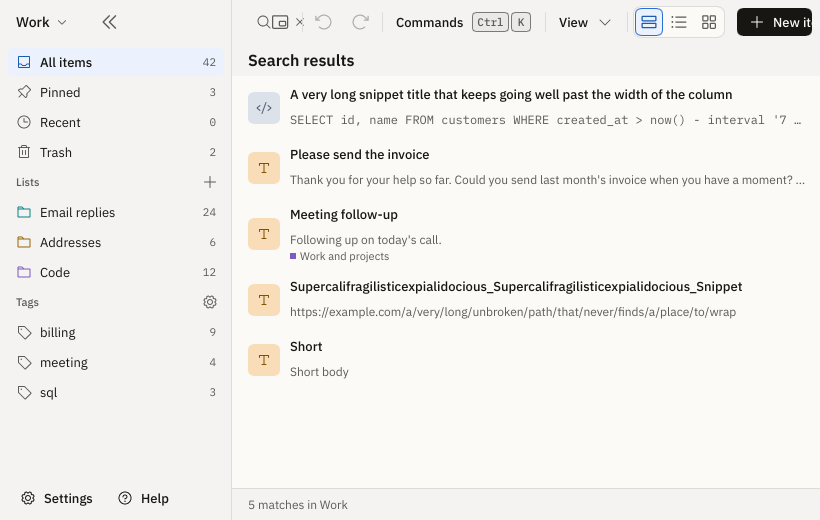 Work
Commands Ctrl K View New ite
All items 42
Pinned 3
Recent 0
Trash 2
Lists
Email replies 24
Addresses 6
Code 12
Tags
billing 9
meeting 4
sql 3
Settings Help
Search results
</> A very long snippet title that keeps going well past the width of the column
SELECT id, name FROM customers WHERE created_at > now() - interval '7 …
T Please send the invoice
Thank you for your help so far. Could you send last month's invoice when you have a moment? …
T Meeting follow-up
Following up on today's call.
Work and projects
T Supercalifragilisticexpialidocious_Supercalifragilisticexpialidocious_Snippet
https://example.com/a/very/long/unbroken/path/that/never/finds/a/place/to/wrap
T Short
Short body
5 matches in Work